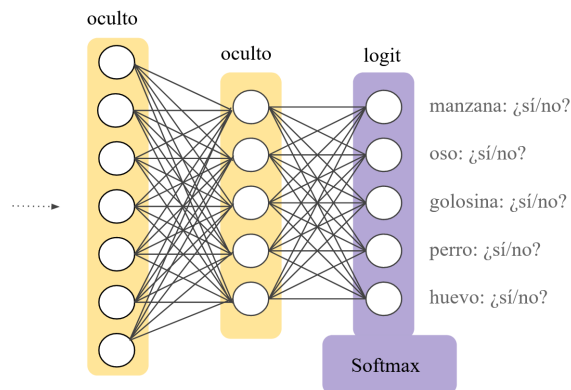 oculto
oculto
logit
manzana: ¿sí/no?
oso: ¿sí/no?
golosina: ¿sí/no?
perro: ¿sí/no?
huevo: ¿sí/no?
Softmax